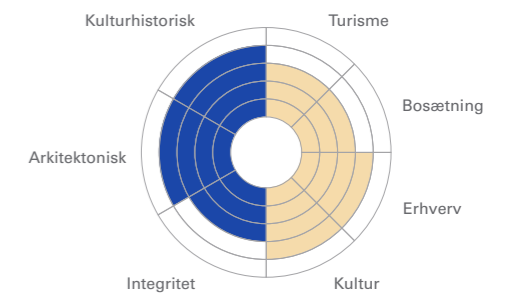 Kulturhistorisk
Turisme
Bosætning
Arkitektonisk
Erhverv
Integritet
Kultur